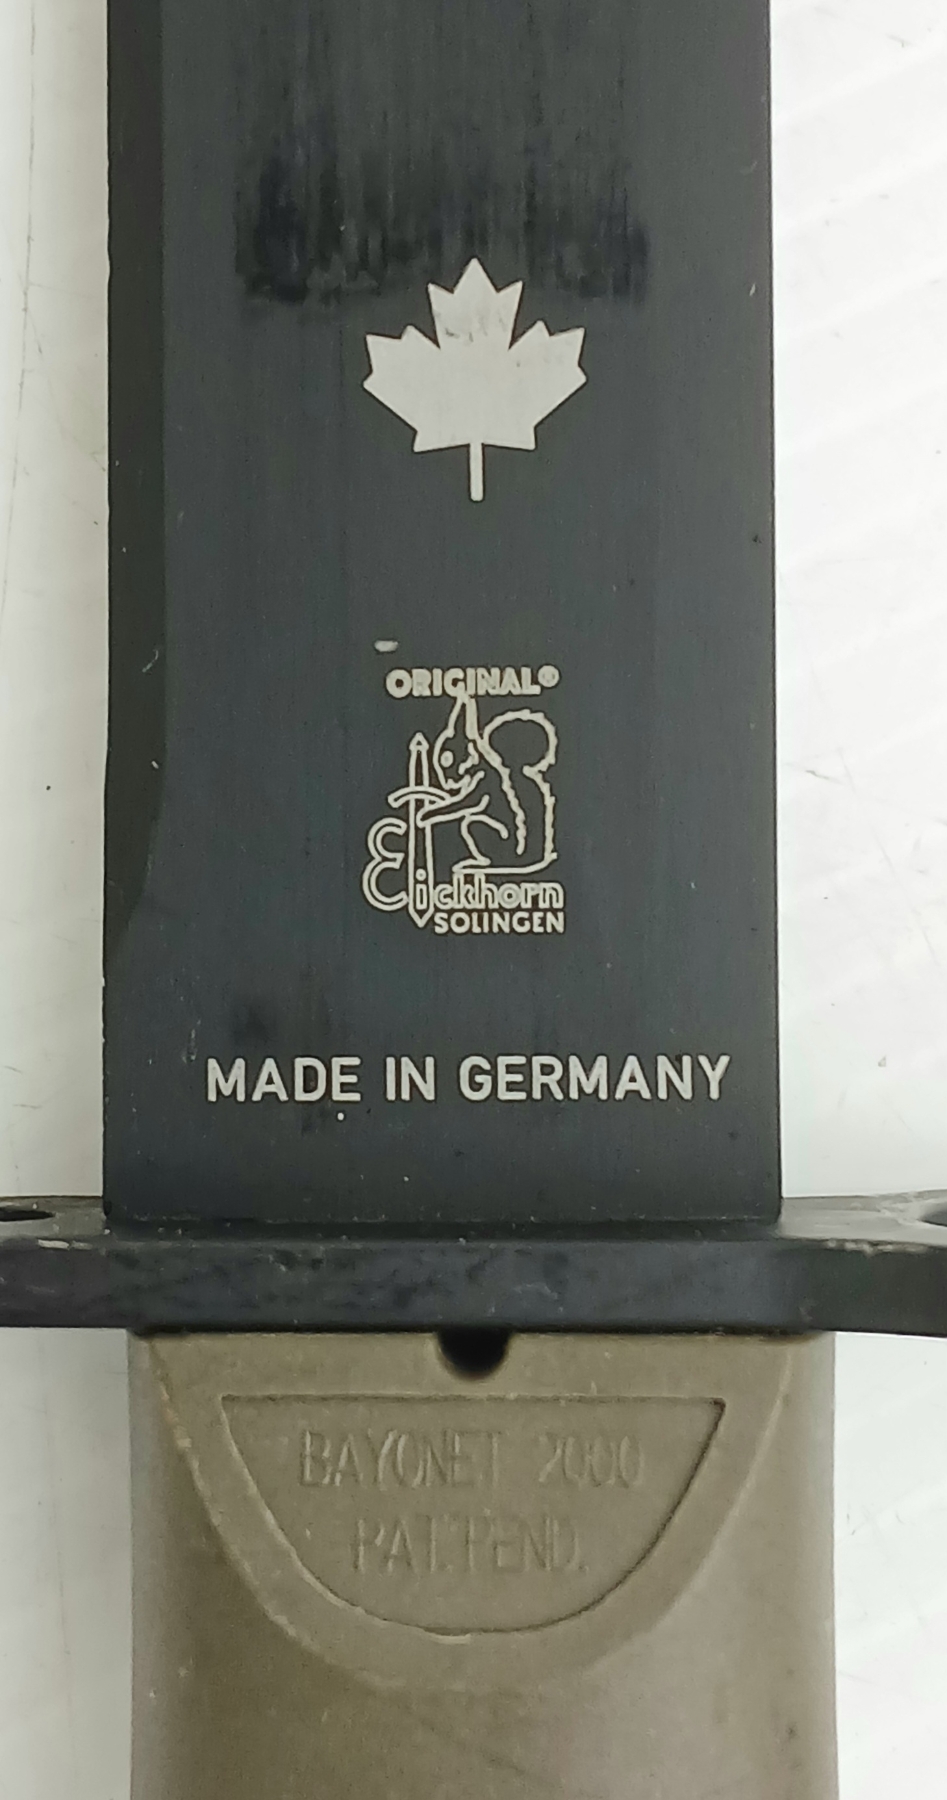 ORIGINAL®
Eickhorn
SOLINGEN
MADE IN GERMANY
BAYONET 2000
PAT.PEND.